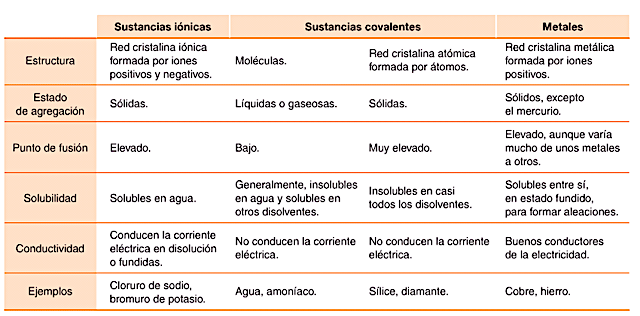 Sustancias iónicas Sustancias covalentes Metales
Estructura
Red cristalina iónica
formada por iones
positivos y negativos.
Moléculas.
Red cristalina atómica
formada por átomos.
Red cristalina metálica
formada por iones
positivos.
Estado
de agregación
Sólidas.
Líquidas o gaseosas.
Sólidas.
Sólidos, excepto
el mercurio.
Punto de fusión
Elevado.
Bajo.
Muy elevado.
Elevado, aunque varía
mucho de unos metales
a otros.
Solubilidad
Solubles en agua.
Generalmente, insolubles
en agua y solubles en
otros disolventes.
Insolubles en casi
todos los disolventes.
Solubles entre sí,
en estado fundido,
para formar aleaciones.
Conductividad
Conducen la corriente
eléctrica en disolución
o fundidas.
No conducen la corriente
eléctrica.
No conducen la corriente
eléctrica.
Buenos conductores
de la electricidad.
Ejemplos
Cloruro de sodio,
bromuro de potasio.
Agua, amoníaco.
Sílice, diamante.
Cobre, hierro.